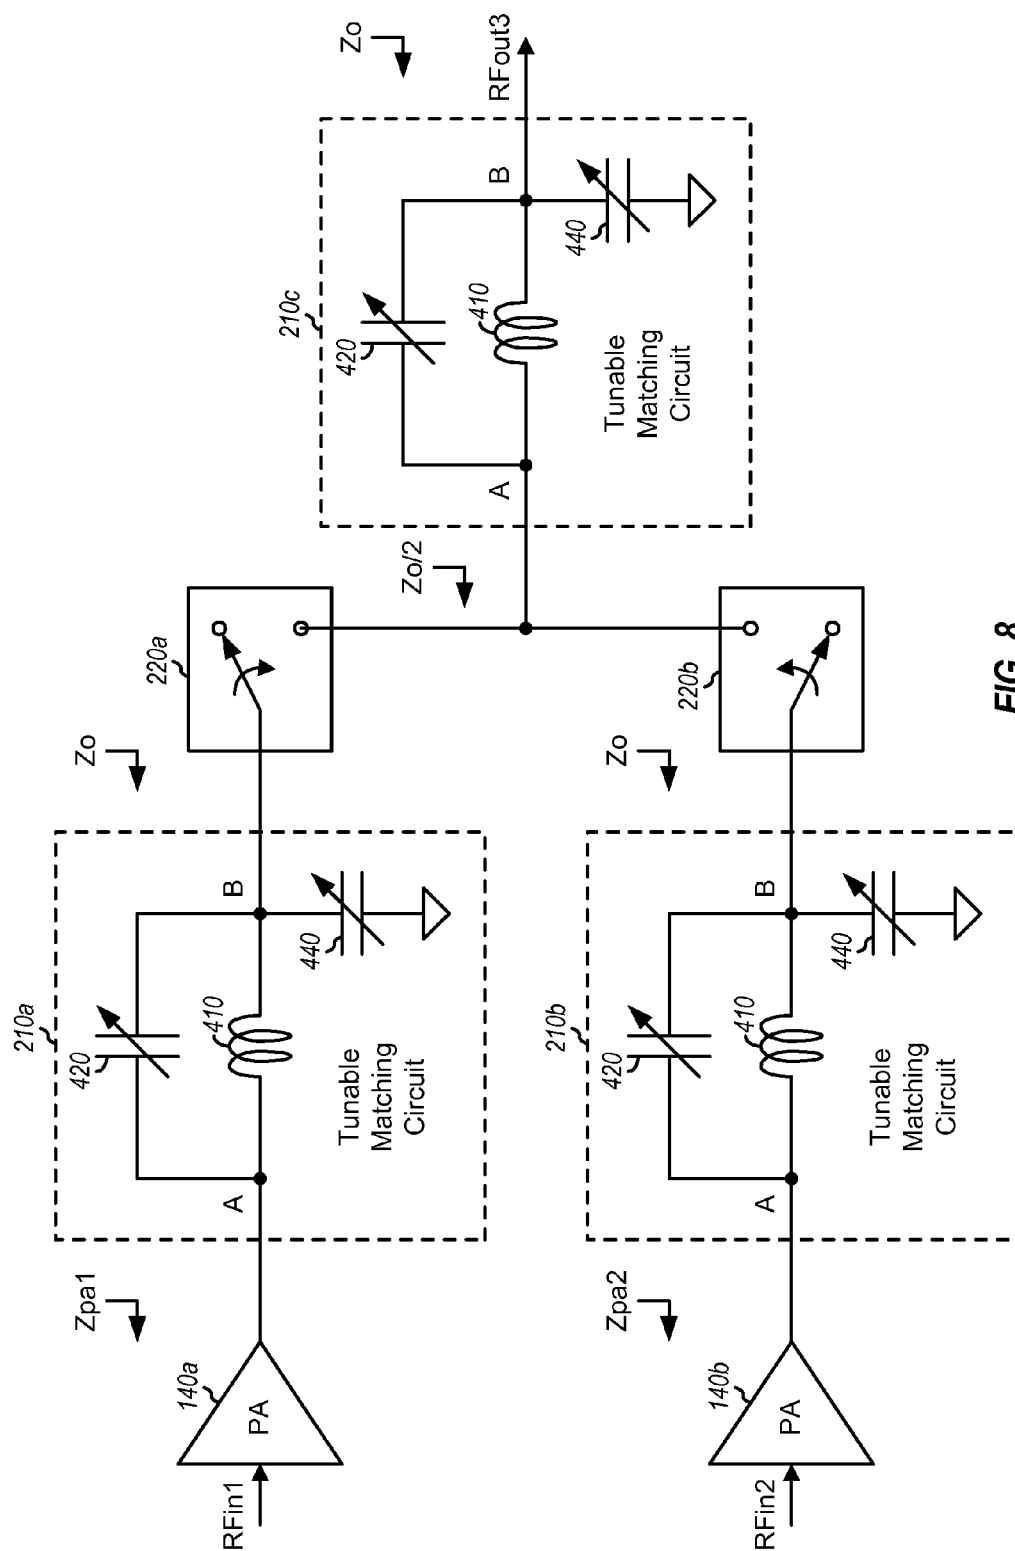 RFin1
PA
140a
Zpa1
210a
A
420
410
B
440
Tunable
Matching
Circuit
Zo
220a
RFin2
PA
140b
Zpa2
210b
A
420
410
B
440
Tunable
Matching
Circuit
Zo
220b
Zo/2
210c
A
420
410
B
440
Tunable
Matching
Circuit
Zo
RFout3
FIG. 8